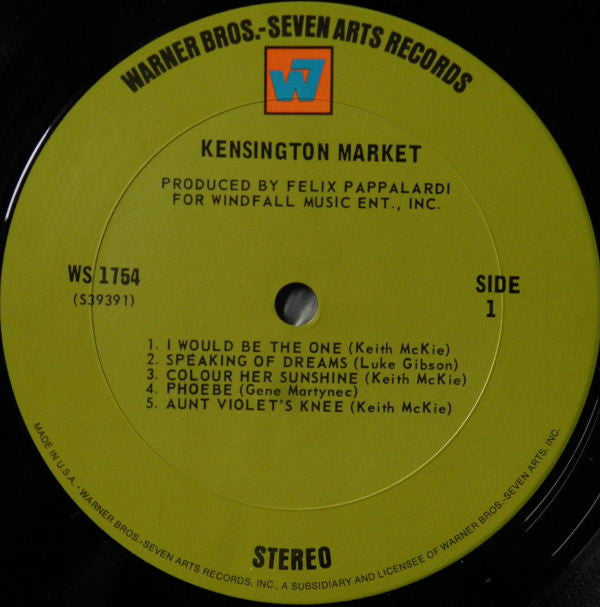 WARNER BROS.-SEVEN ARTS RECORDS
W7
KENSINGTON MARKET
PRODUCED BY FELIX PAPPALARDI
FOR WINDFALL MUSIC ENT., INC.
WS 1754
(S39391)
SIDE
1
1. I WOULD BE THE ONE (Keith McKie)
2. SPEAKING OF DREAMS (Luke Gibson)
3. COLOUR HER SUNSHINE (Keith McKie)
4. PHOEBE (Gene Martynec)
5. AUNT VIOLET'S KNEE (Keith McKie)
STEREO
MADE IN U.S.A. - WARNER BROS.-SEVEN ARTS RECORDS, INC., A SUBSIDIARY AND LICENSEE OF WARNER BROS.-SEVEN ARTS, INC.